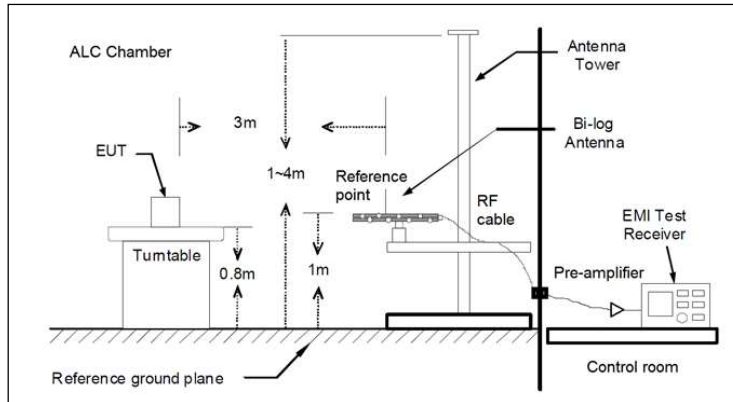 ALC Chamber
Antenna
Tower
3m
Bi-log
Antenna
EUT
1~4m
Reference
point
RF
cable
EMI Test
Receiver
Turntable
0.8m
1m
Pre-amplifier
Reference ground plane
Control room